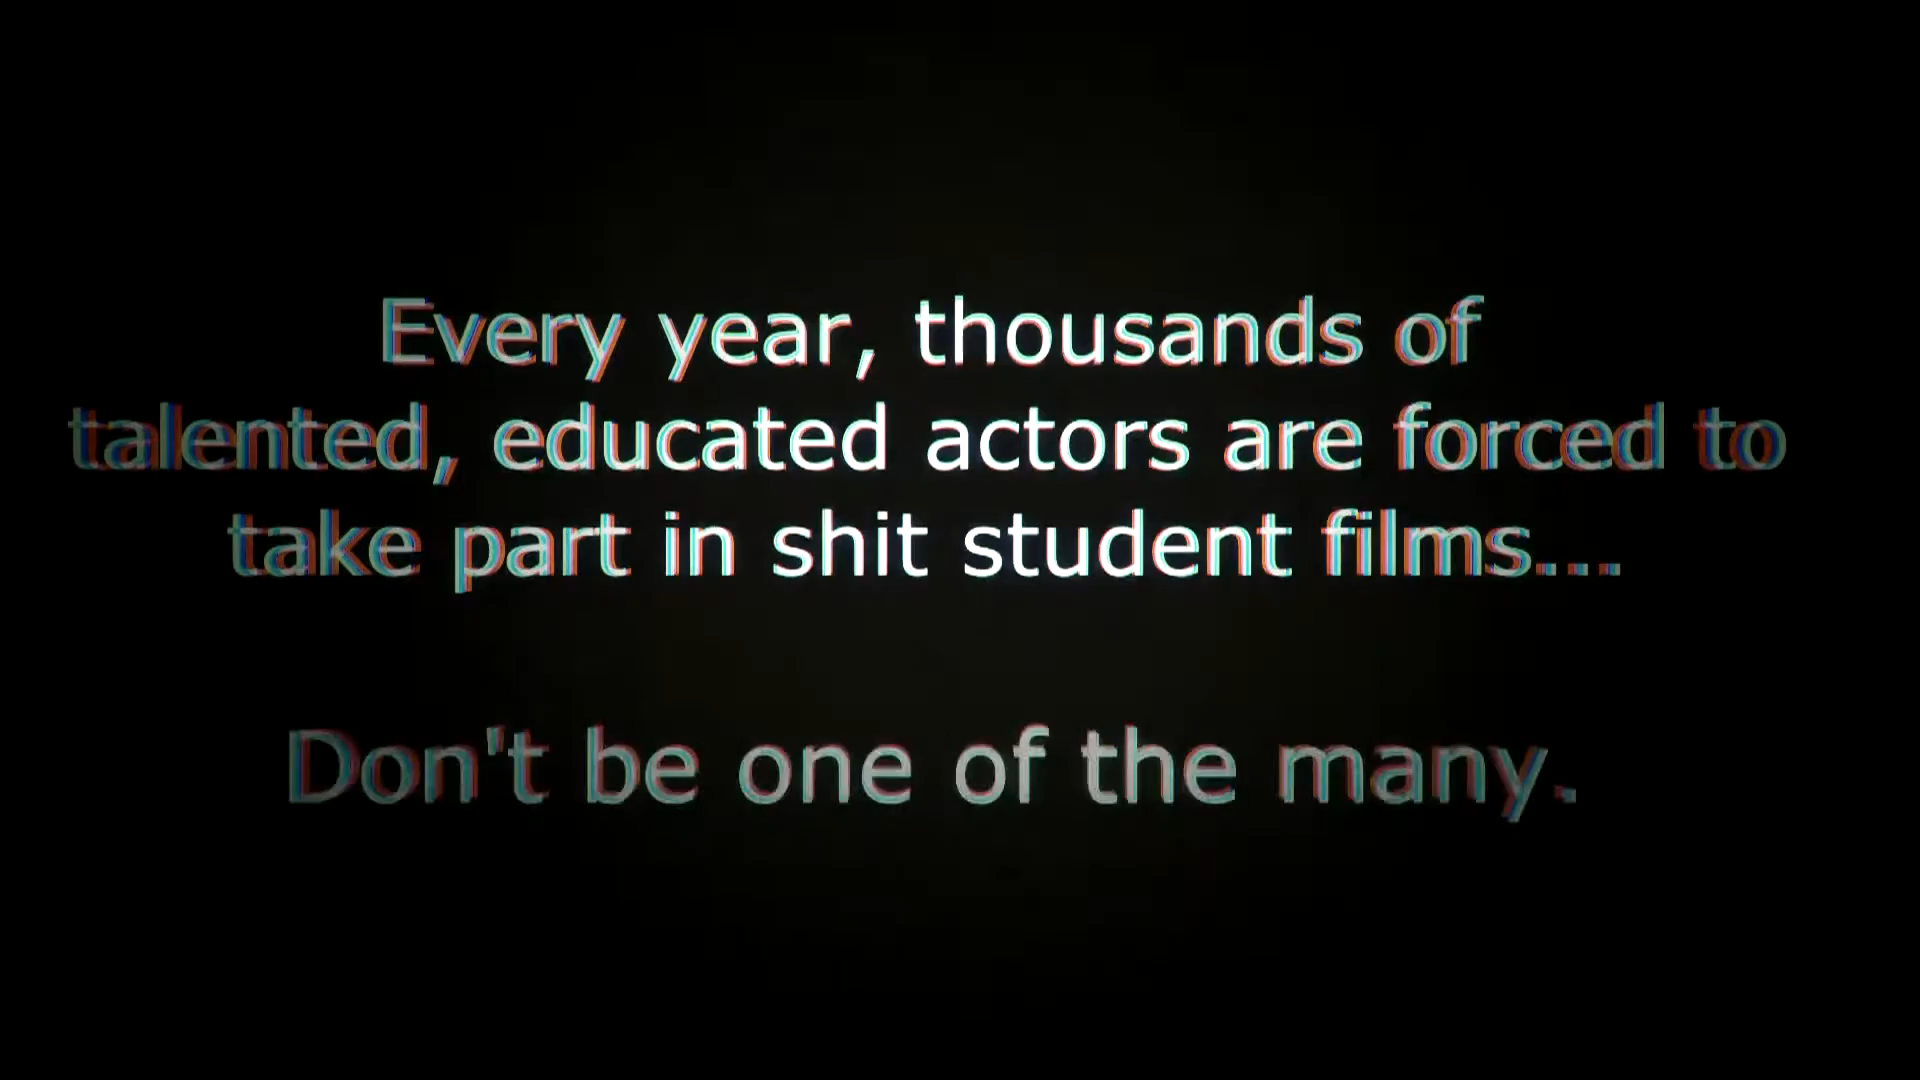 Every year, thousands of
talented, educated actors are forced to
take part in shit student films...
Don't be one of the many.